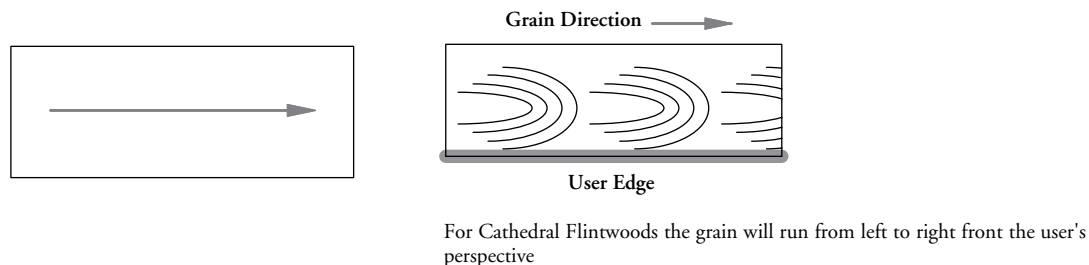 Grain Direction
User Edge
For Cathedral Flintwoods the grain will run from left to right front the user's
perspective